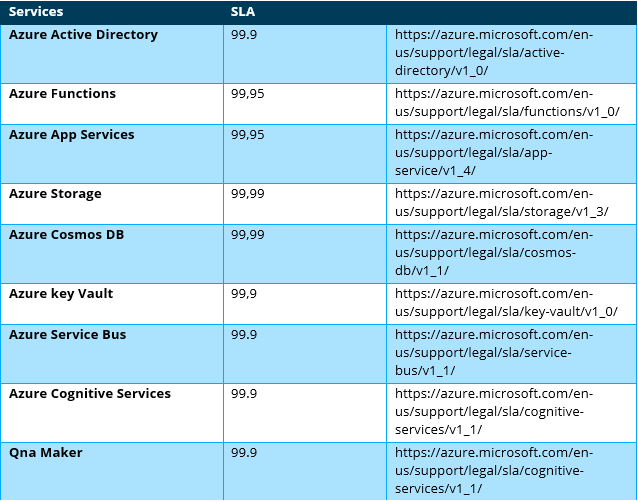 Services SLA
Azure Active Directory 99.9 https://azure.microsoft.com/en-
us/support/legal/sla/active-
directory/v1_0/
Azure Functions 99,95 https://azure.microsoft.com/en-
us/support/legal/sla/functions/v1_0/
Azure App Services 99,95 https://azure.microsoft.com/en-
us/support/legal/sla/app-
service/v1_4/
Azure Storage 99,99 https://azure.microsoft.com/en-
us/support/legal/sla/storage/v1_3/
Azure Cosmos DB 99,99 https://azure.microsoft.com/en-
us/support/legal/sla/cosmos-
db/v1_1/
Azure key Vault 99,9 https://azure.microsoft.com/en-
us/support/legal/sla/key-vault/v1_0/
Azure Service Bus 99.9 https://azure.microsoft.com/en-
us/support/legal/sla/service-
bus/v1_1/
Azure Cognitive Services 99.9 https://azure.microsoft.com/en-
us/support/legal/sla/cognitive-
services/v1_1/
Qna Maker 99.9 https://azure.microsoft.com/en-
us/support/legal/sla/cognitive-
services/v1_1/